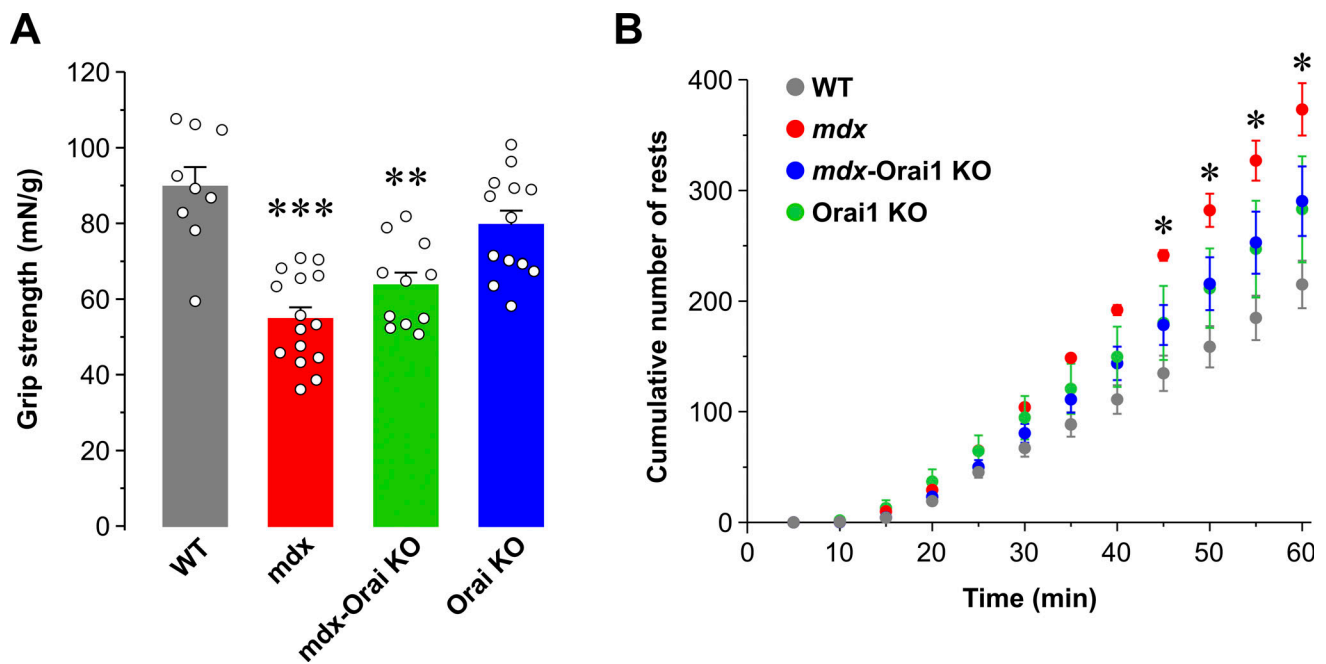 A
Grip strength (mN/g)
120
100
80
60
40
20
0
***
**
WT
mdx
mdx-Orai KO
Orai KO
B
Cumulative number of rests
400
300
200
100
0
WT
mdx
mdx-Orai1 KO
Orai1 KO
*
*
*
*
0 10 20 30 40 50 60
Time (min)